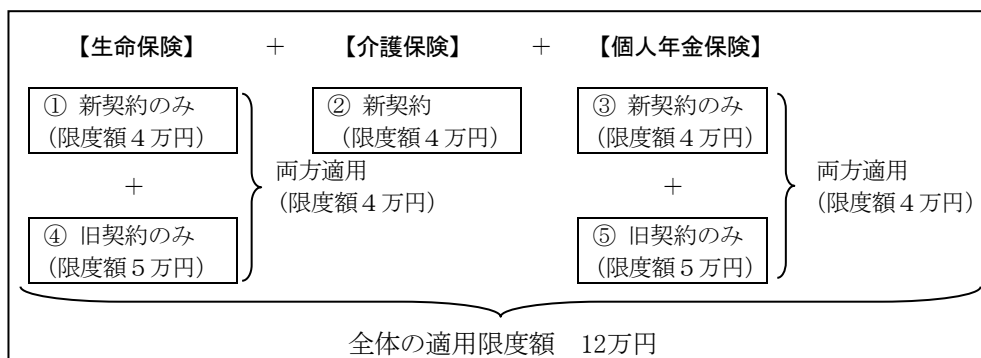 【生命保険】 + 【介護保険】 + 【個人年金保険】
① 新契約のみ
(限度額4万円)
+
④ 旧契約のみ
(限度額5万円)
両方適用
(限度額4万円)
② 新契約
(限度額4万円)
③ 新契約のみ
(限度額4万円)
+
⑤ 旧契約のみ
(限度額5万円)
両方適用
(限度額4万円)
全体の適用限度額 12万円